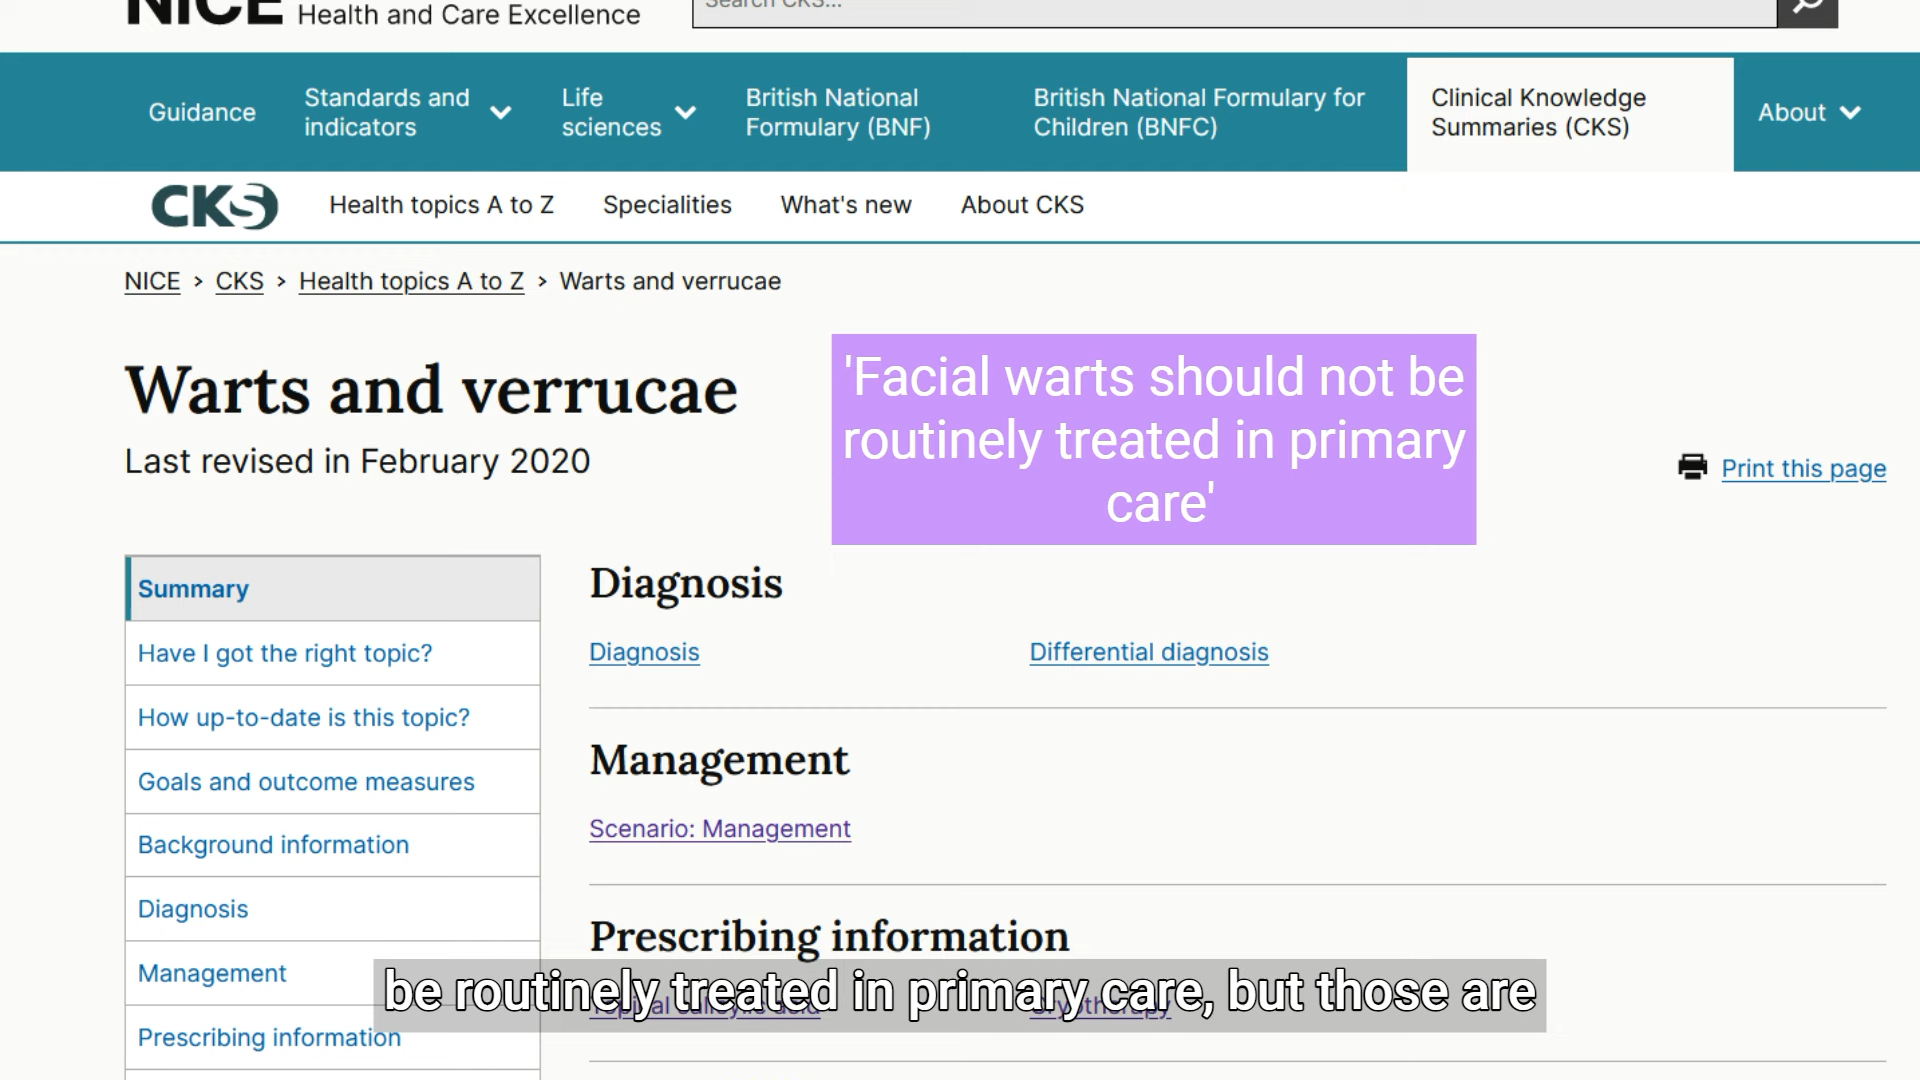 NICE Health and Care Excellence
Search CKS...
Guidance
Standards and
indicators
Life
sciences
British National
Formulary (BNF)
British National Formulary for
Children (BNFC)
Clinical Knowledge
Summaries (CKS)
About
CKS
Health topics A to Z
Specialities
What's new
About CKS
NICE > CKS > Health topics A to Z > Warts and verrucae
Warts and verrucae
Last revised in February 2020
'Facial warts should not be
routinely treated in primary
care'
Print this page
Summary
Have I got the right topic?
How up-to-date is this topic?
Goals and outcome measures
Background information
Diagnosis
Management
Prescribing information
Diagnosis
Diagnosis
Differential diagnosis
Management
Scenario: Management
Prescribing information
Topical salicylic acid
Cryotherapy
be routinely treated in primary care, but those are